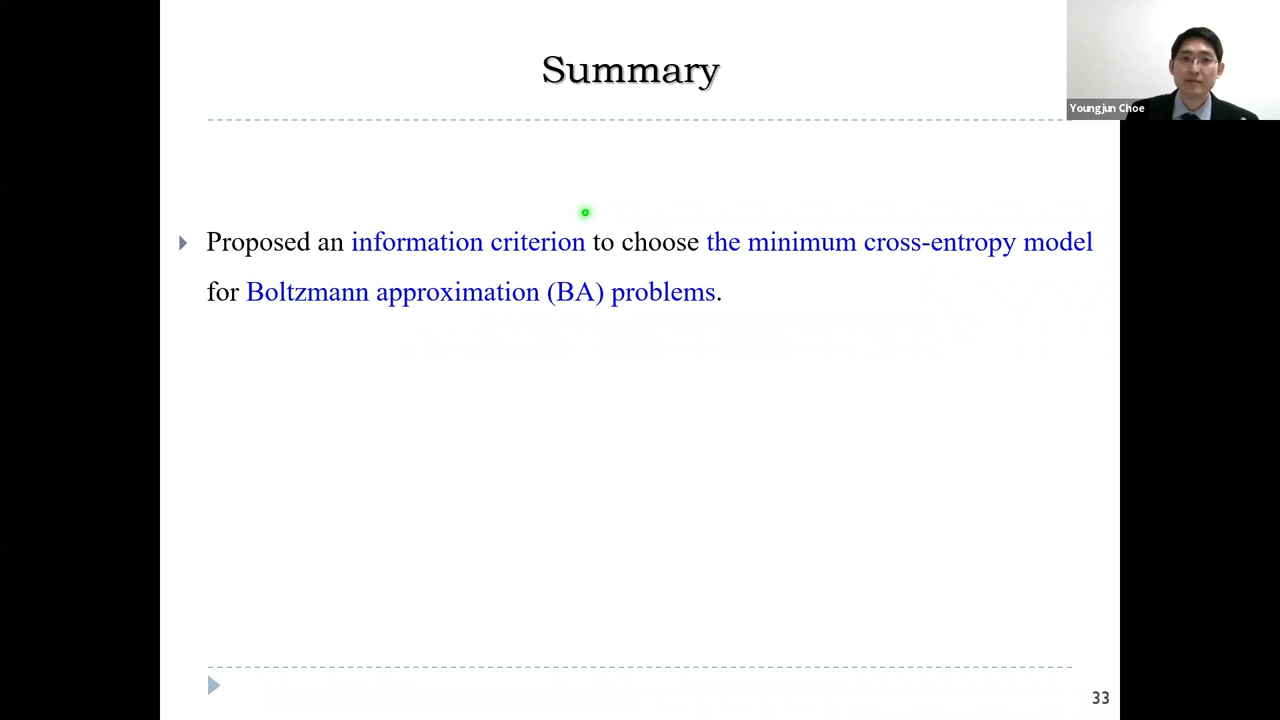 Summary
Youngjun Choe
Proposed an information criterion to choose the minimum cross-entropy model
for Boltzmann approximation (BA) problems.
33